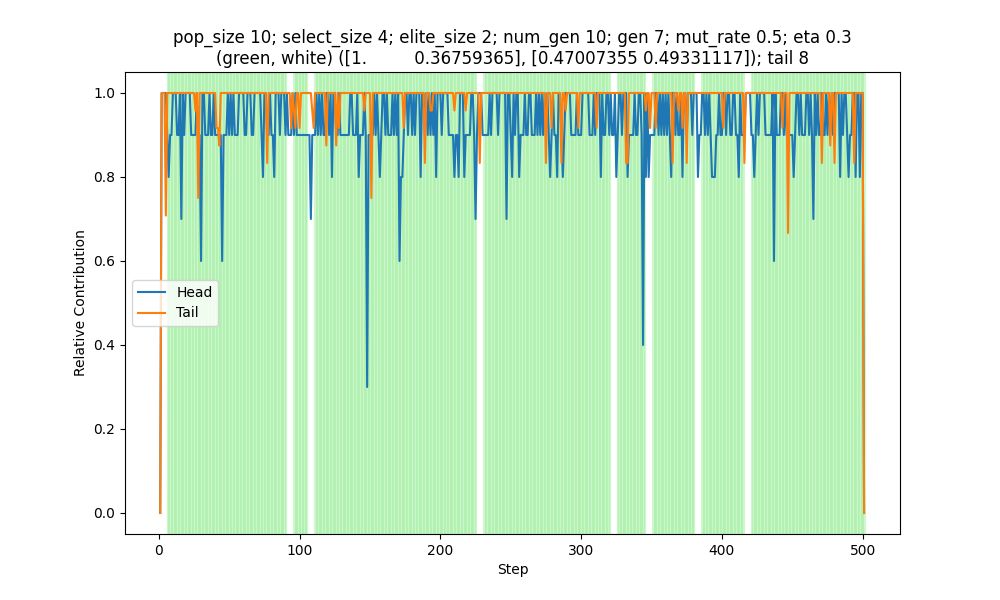 pop_size 10; select_size 4; elite_size 2; num_gen 10; gen 7; mut_rate 0.5; eta 0.3
(green, white) ([1. 0.36759365], [0.47007355 0.49331117]); tail 8
1.0
0.8
0.6
0.4
0.2
0.0
Relative Contribution
Head
Tail
0
100
200
300
400
500
Step